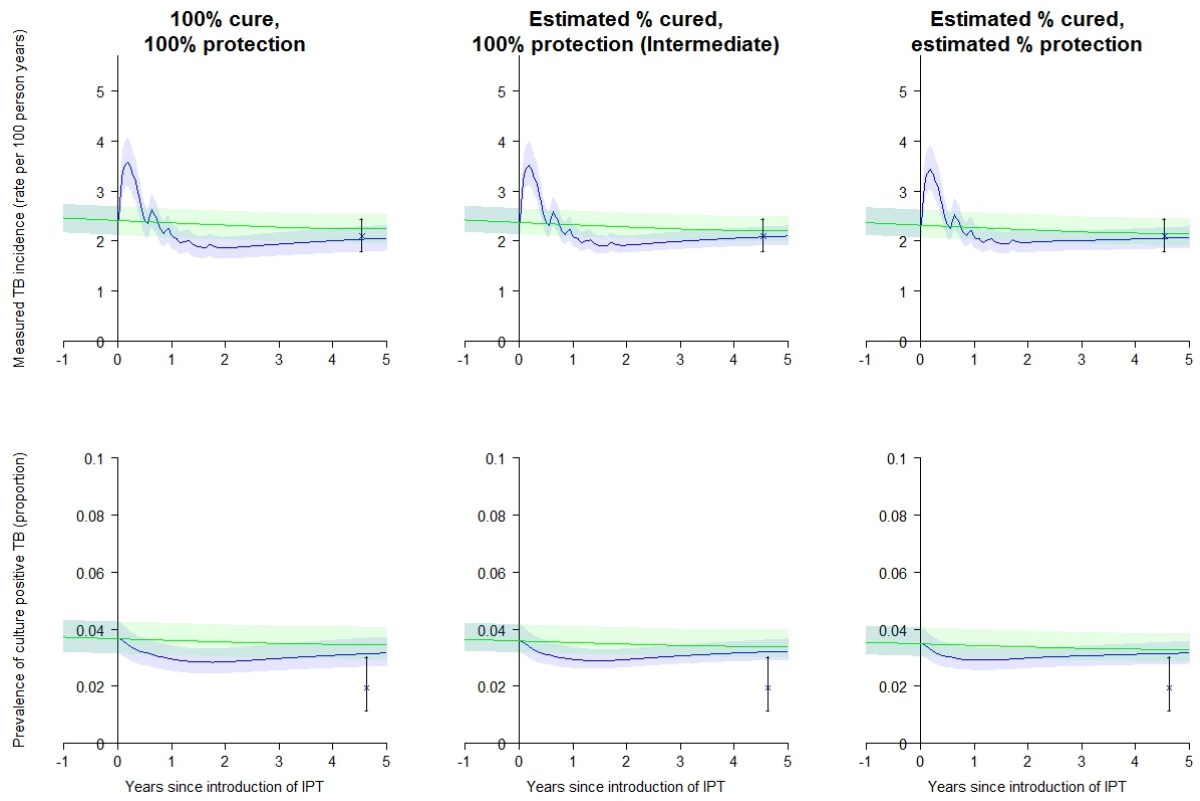 100% cure,
100% protection
Estimated % cured,
100% protection (Intermediate)
Estimated % cured,
estimated % protection
Measured TB incidence (rate per 100 person years)
5
4
3
2
1
0
-1 0 1 2 3 4 5
5
4
3
2
1
0
-1 0 1 2 3 4 5
5
4
3
2
1
0
-1 0 1 2 3 4 5
Prevalence of culture positive TB (proportion)
0.1
0.08
0.06
0.04
0.02
0
-1 0 1 2 3 4 5
Years since introduction of IPT
0.1
0.08
0.06
0.04
0.02
0
-1 0 1 2 3 4 5
Years since introduction of IPT
0.1
0.08
0.06
0.04
0.02
0
-1 0 1 2 3 4 5
Years since introduction of IPT